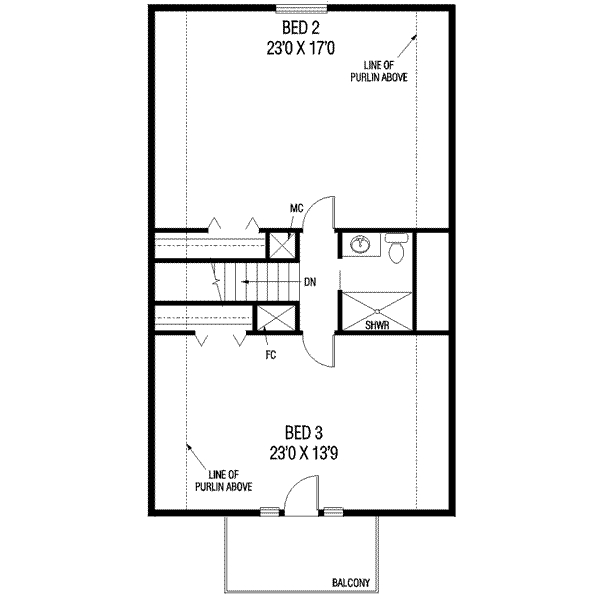 BED 2
23'0 X 17'0
LINE OF
PURLIN ABOVE
MC
DN
SHWR
FC
BED 3
23'0 X 13'9
LINE OF
PURLIN ABOVE
BALCONY